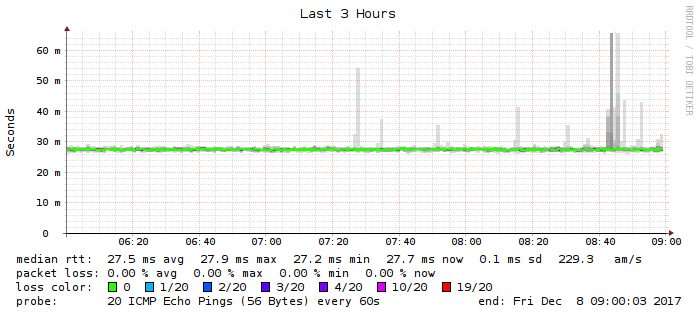 Last 3 Hours
RRDTOOL / TOBI OETIKER
Seconds
60 m
50 m
40 m
30 m
20 m
10 m
0
06:20 06:40 07:00 07:20 07:40 08:00 08:20 08:40 09:00
median rtt: 27.5 ms avg 27.9 ms max 27.2 ms min 27.7 ms now 0.1 ms sd 229.3 am/s
packet loss: 0.00 % avg 0.00 % max 0.00 % min 0.00 % now
loss color: 0 1/20 2/20 3/20 4/20 10/20 19/20
probe: 20 ICMP Echo Pings (56 Bytes) every 60s end: Fri Dec 8 09:00:03 2017